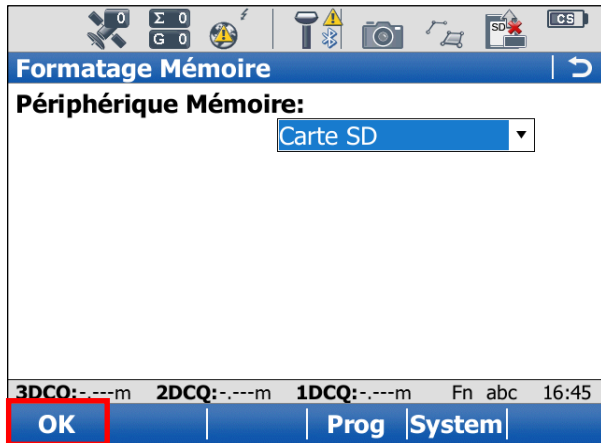 0 Σ 0 CS
G 0 SD
Formatage Mémoire
Périphérique Mémoire:
Carte SD
3DCQ:-.---m 2DCQ:-.---m 1DCQ:-.---m Fn abc 16:45
OK Prog System